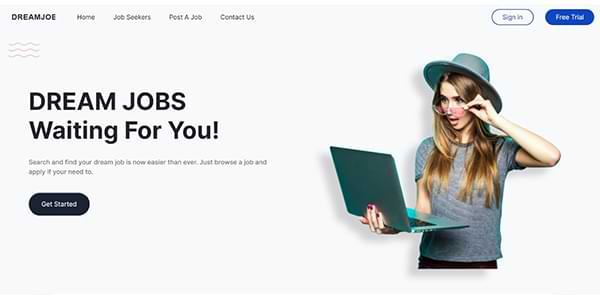 DREAMJOE Home Job Seekers Post A Job Contact Us Sign in Free Trial
DREAM JOBS
Waiting For You!
Search and find your dream job is now easier than ever. Just browse a job and
apply if your need to.
Get Started